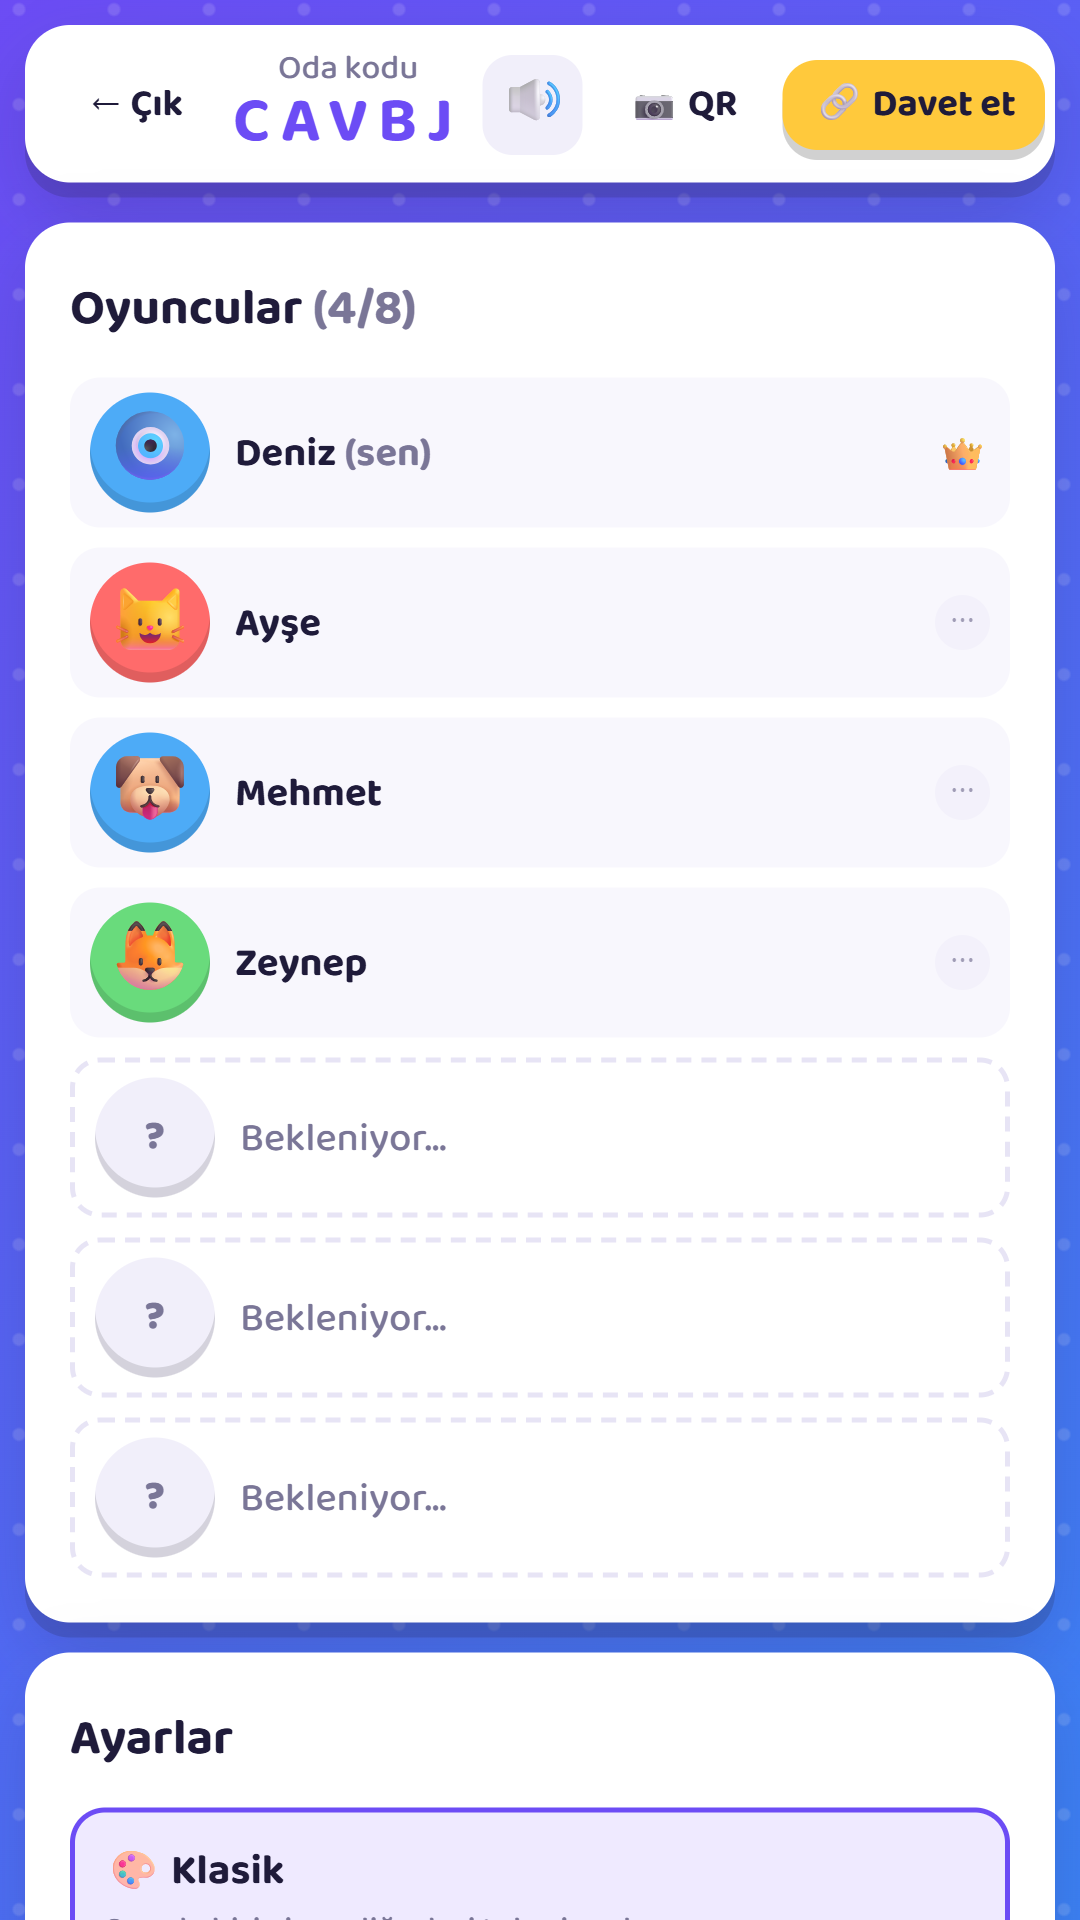 ← Çık
Oda kodu
CAVBJ
QR
Davet et
Oyuncular (4/8)
Deniz (sen)
Ayşe
...
Mehmet
...
Zeynep
...
? Bekleniyor...
? Bekleniyor...
? Bekleniyor...
Ayarlar
Klasik